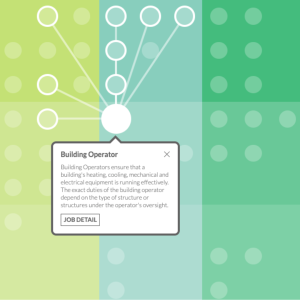 Building Operator
Building Operators ensure that a
building's heating, cooling, mechanical and
electrical equipment is running effectively.
The exact duties of the building operator
depend on the type of structure or
structures under the operator's oversight.
JOB DETAIL